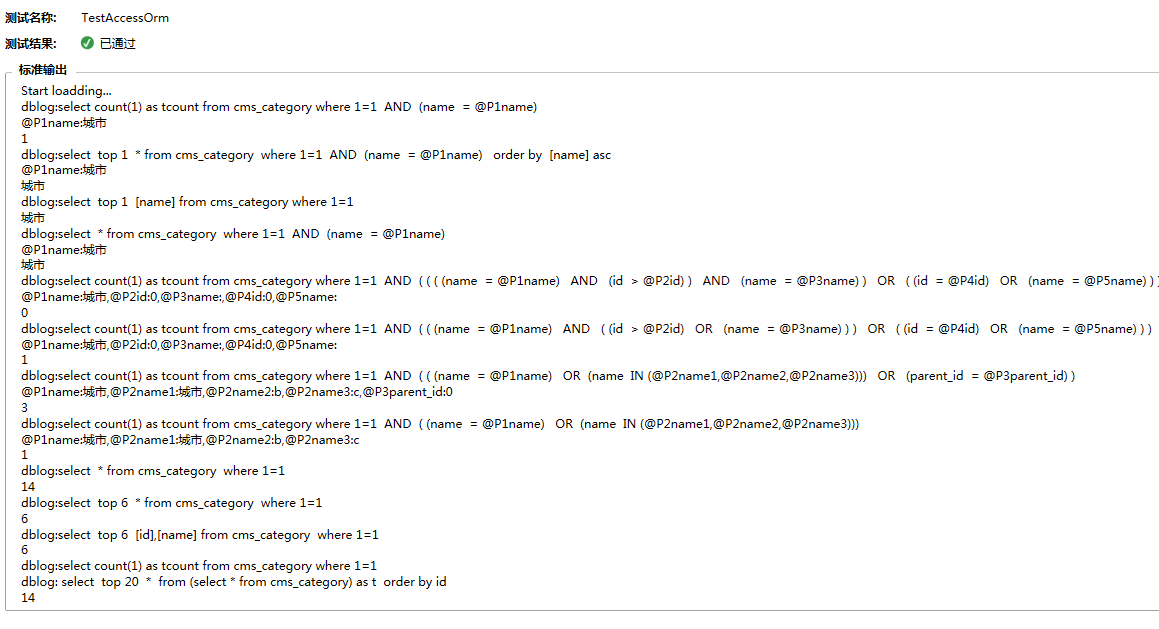 测试名称: TestAccessOrm
测试结果: 已通过
标准输出
Start loadding...
dblog:select count(1) as tcount from cms_category where 1=1 AND (name = @P1name)
@P1name:城市
1
dblog:select top 1 * from cms_category where 1=1 AND (name = @P1name) order by [name] asc
@P1name:城市
城市
dblog:select top 1 [name] from cms_category where 1=1
城市
dblog:select * from cms_category where 1=1 AND (name = @P1name)
@P1name:城市
城市
dblog:select count(1) as tcount from cms_category where 1=1 AND ( ( ( ( (name = @P1name) AND (id > @P2id) ) AND (name = @P3name) ) OR ( (id = @P4id) OR (name = @P5name) ) )
@P1name:城市,@P2id:0,@P3name:,@P4id:0,@P5name:
0
dblog:select count(1) as tcount from cms_category where 1=1 AND ( ( (name = @P1name) AND ( (id > @P2id) OR (name = @P3name) ) ) OR ( (id = @P4id) OR (name = @P5name) ) )
@P1name:城市,@P2id:0,@P3name:,@P4id:0,@P5name:
1
dblog:select count(1) as tcount from cms_category where 1=1 AND ( ( (name = @P1name) OR (name IN (@P2name1,@P2name2,@P2name3))) OR (parent_id = @P3parent_id) )
@P1name:城市,@P2name1:城市,@P2name2:b,@P2name3:c,@P3parent_id:0
3
dblog:select count(1) as tcount from cms_category where 1=1 AND ( (name = @P1name) OR (name IN (@P2name1,@P2name2,@P2name3)))
@P1name:城市,@P2name1:城市,@P2name2:b,@P2name3:c
1
dblog:select * from cms_category where 1=1
14
dblog:select top 6 * from cms_category where 1=1
6
dblog:select top 6 [id],[name] from cms_category where 1=1
6
dblog:select count(1) as tcount from cms_category where 1=1
dblog: select top 20 * from (select * from cms_category) as t order by id
14